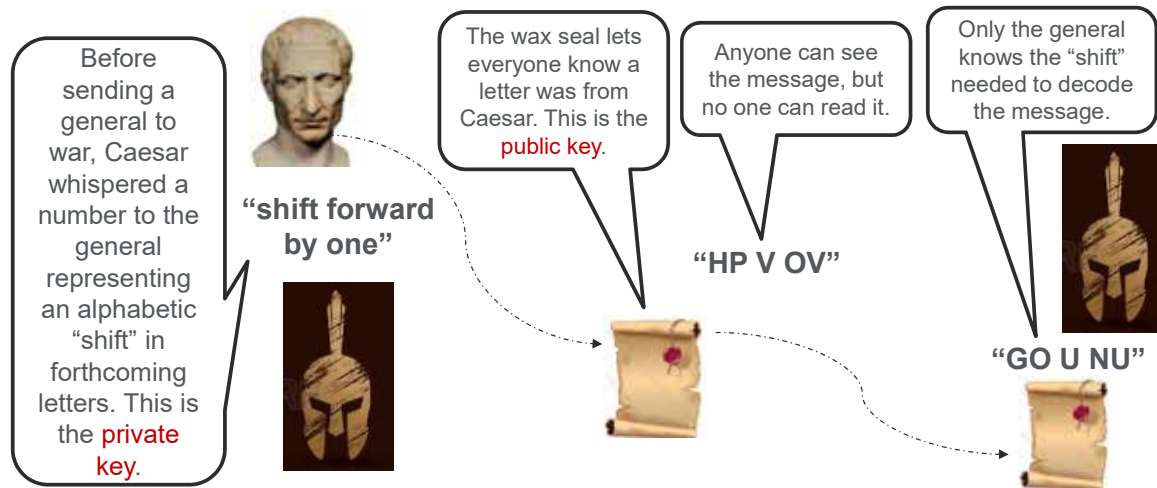 Before
sending a
general to
war, Caesar
whispered a
number to the
general
representing
an alphabetic
“shift” in
forthcoming
letters. This is
the private
key.
“shift forward
by one”
The wax seal lets
everyone know a
letter was from
Caesar. This is the
public key.
Anyone can see
the message, but
no one can read it.
“HP V OV”
Only the general
knows the “shift”
needed to decode
the message.
“GO U NU”